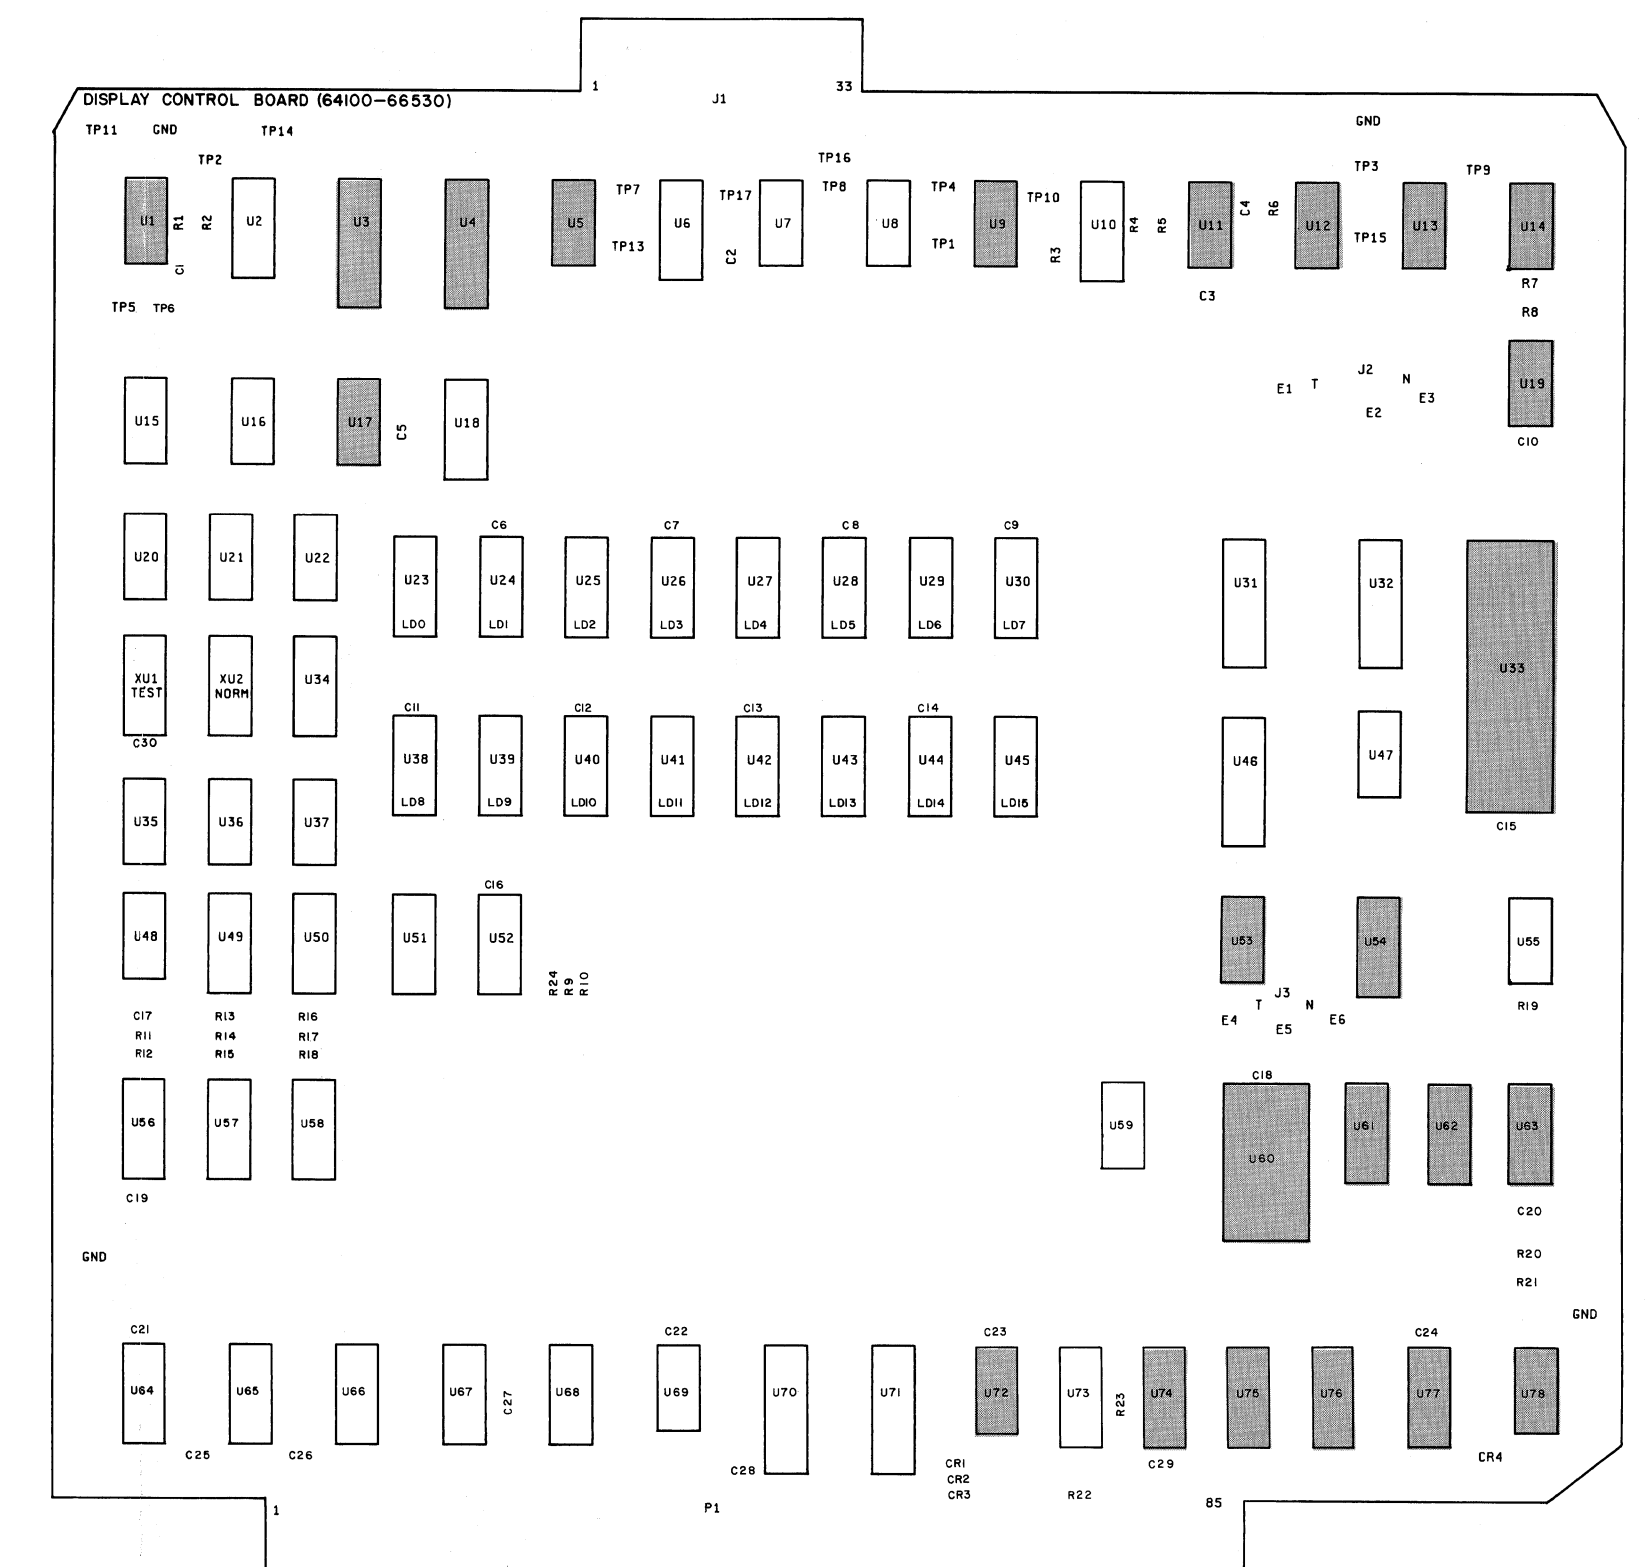 1
33
J1
DISPLAY CONTROL BOARD (64100-66530)
TP11 GND TP14
GND
TP2
TP16
TP3
TP9
TP7
TP17
TP8
TP4
TP10
U1
R1
R2
U2
U3
U4
U5
U6
U7
U8
U9
U10
R4
R5
U11
C4
R6
U12
TP15
U13
U14
TP13
C2
TP1
R3
C1
R7
C3
TP5 TP6
R8
J2
E1 T N E3
E2
U19
U15
U16
U17
C5
U18
C10
C6
C7
C8
C9
U20
U21
U22
U23
U24
U25
U26
U27
U28
U29
U30
U31
U32
LD0
LD1
LD2
LD3
LD4
LD5
LD6
LD7
U33
XU1
TEST
XU2
NORM
U34
C30
C11
C12
C13
C14
U38
U39
U40
U41
U42
U43
U44
U45
U46
U47
LD8
LD9
LD10
LD11
LD12
LD13
LD14
LD15
U35
U36
U37
C15
C16
U48
U49
U50
U51
U52
U53
U54
U55
R24
R9
R10
J3
T N
E4 E5 E6
R19
C17 R13 R16
R11 R14 R17
R12 R15 R18
C18
U56
U57
U58
U59
U60
U61
U62
U63
C19
C20
GND
R20
R21
GND
C21
C22
C23
C24
U64
U65
U66
U67
C27
U68
U69
U70
U71
U72
U73
R23
U74
U75
U76
U77
U78
C25
C26
C28
CR1
CR2
CR3
C29
CR4
R22
1
P1
85